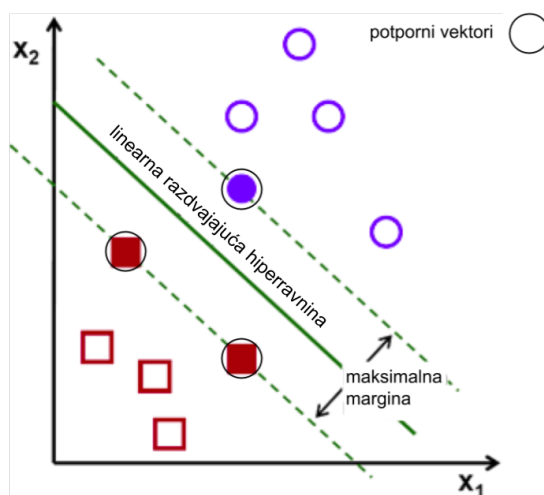 potporni vektori
x₂
linearna razdvajajuća hiperravnina
maksimalna
margina
x₁